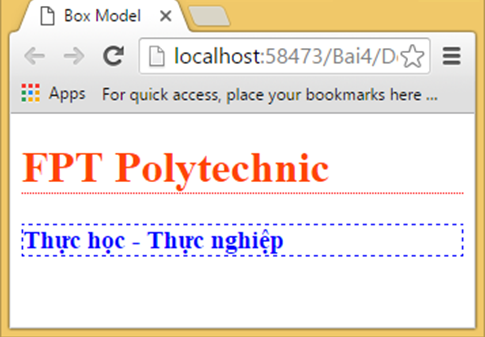 Box Model
localhost:58473/Bai4/D
Apps For quick access, place your bookmarks here ...
FPT Polytechnic
Thực học - Thực nghiệp